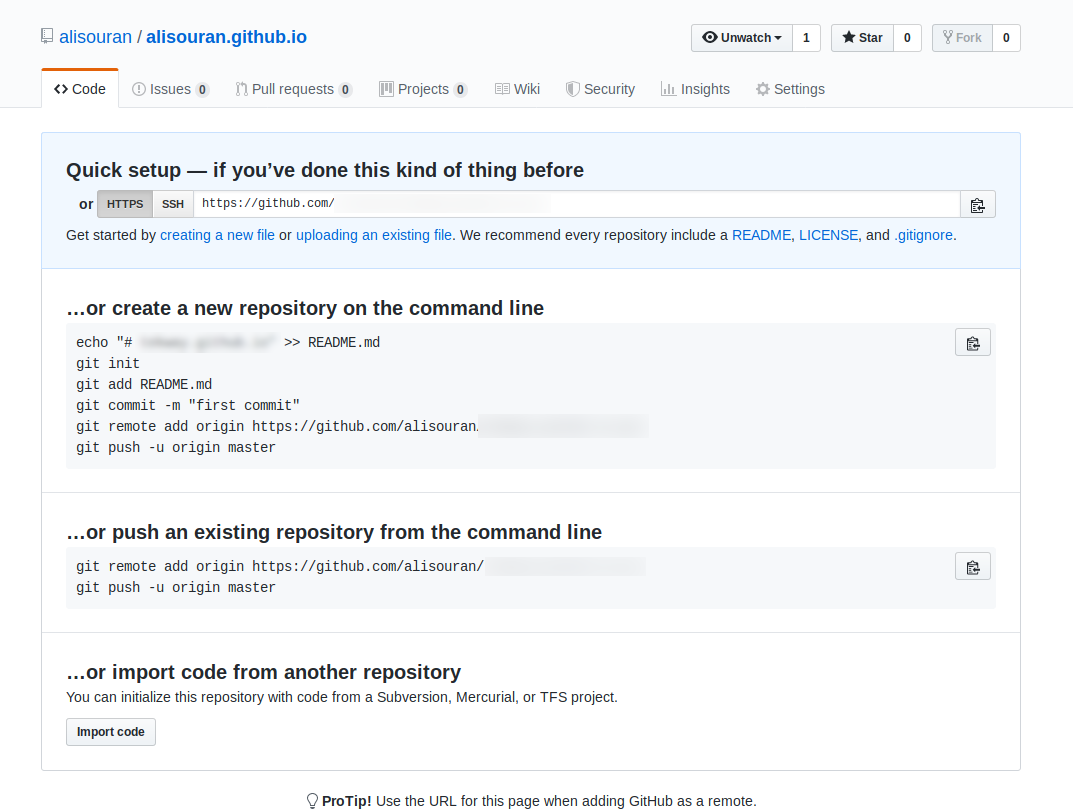 alisouran / alisouran.github.io
Unwatch 1 Star 0 Fork 0
Code Issues 0 Pull requests 0 Projects 0 Wiki Security Insights Settings
Quick setup — if you’ve done this kind of thing before
or HTTPS SSH https://github.com/
Get started by creating a new file or uploading an existing file. We recommend every repository include a README, LICENSE, and .gitignore.
…or create a new repository on the command line
echo "# >> README.md
git init
git add README.md
git commit -m "first commit"
git remote add origin https://github.com/alisouran/
git push -u origin master
…or push an existing repository from the command line
git remote add origin https://github.com/alisouran/
git push -u origin master
…or import code from another repository
You can initialize this repository with code from a Subversion, Mercurial, or TFS project.
Import code
ProTip! Use the URL for this page when adding GitHub as a remote.